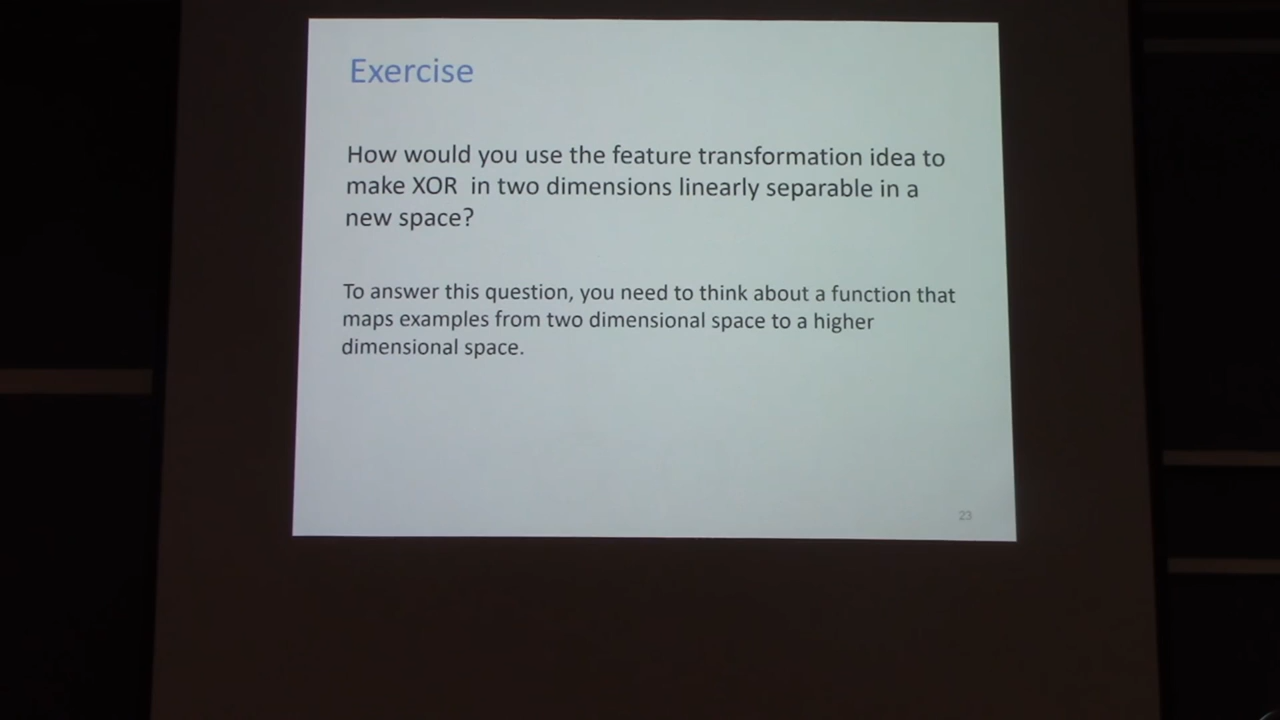 Exercise
How would you use the feature transformation idea to
make XOR in two dimensions linearly separable in a
new space?
To answer this question, you need to think about a function that
maps examples from two dimensional space to a higher
dimensional space.
23